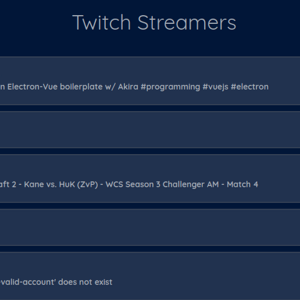 Twitch Streamers
n Electron-Vue boilerplate w/ Akira #programming #vuejs #electron
aft 2 - Kane vs. HuK (ZvP) - WCS Season 3 Challenger AM - Match 4
-valid-account' does not exist